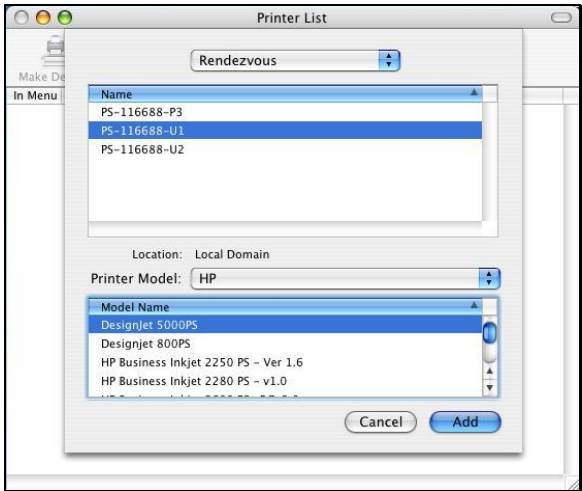 Printer List
Rendezvous
Make De
In Menu
Name
PS-116688-P3
PS-116688-U1
PS-116688-U2
Location: Local Domain
Printer Model: HP
Model Name
DesignJet 5000PS
Designjet 800PS
HP Business Inkjet 2250 PS - Ver 1.6
HP Business Inkjet 2280 PS - v1.0
Cancel
Add